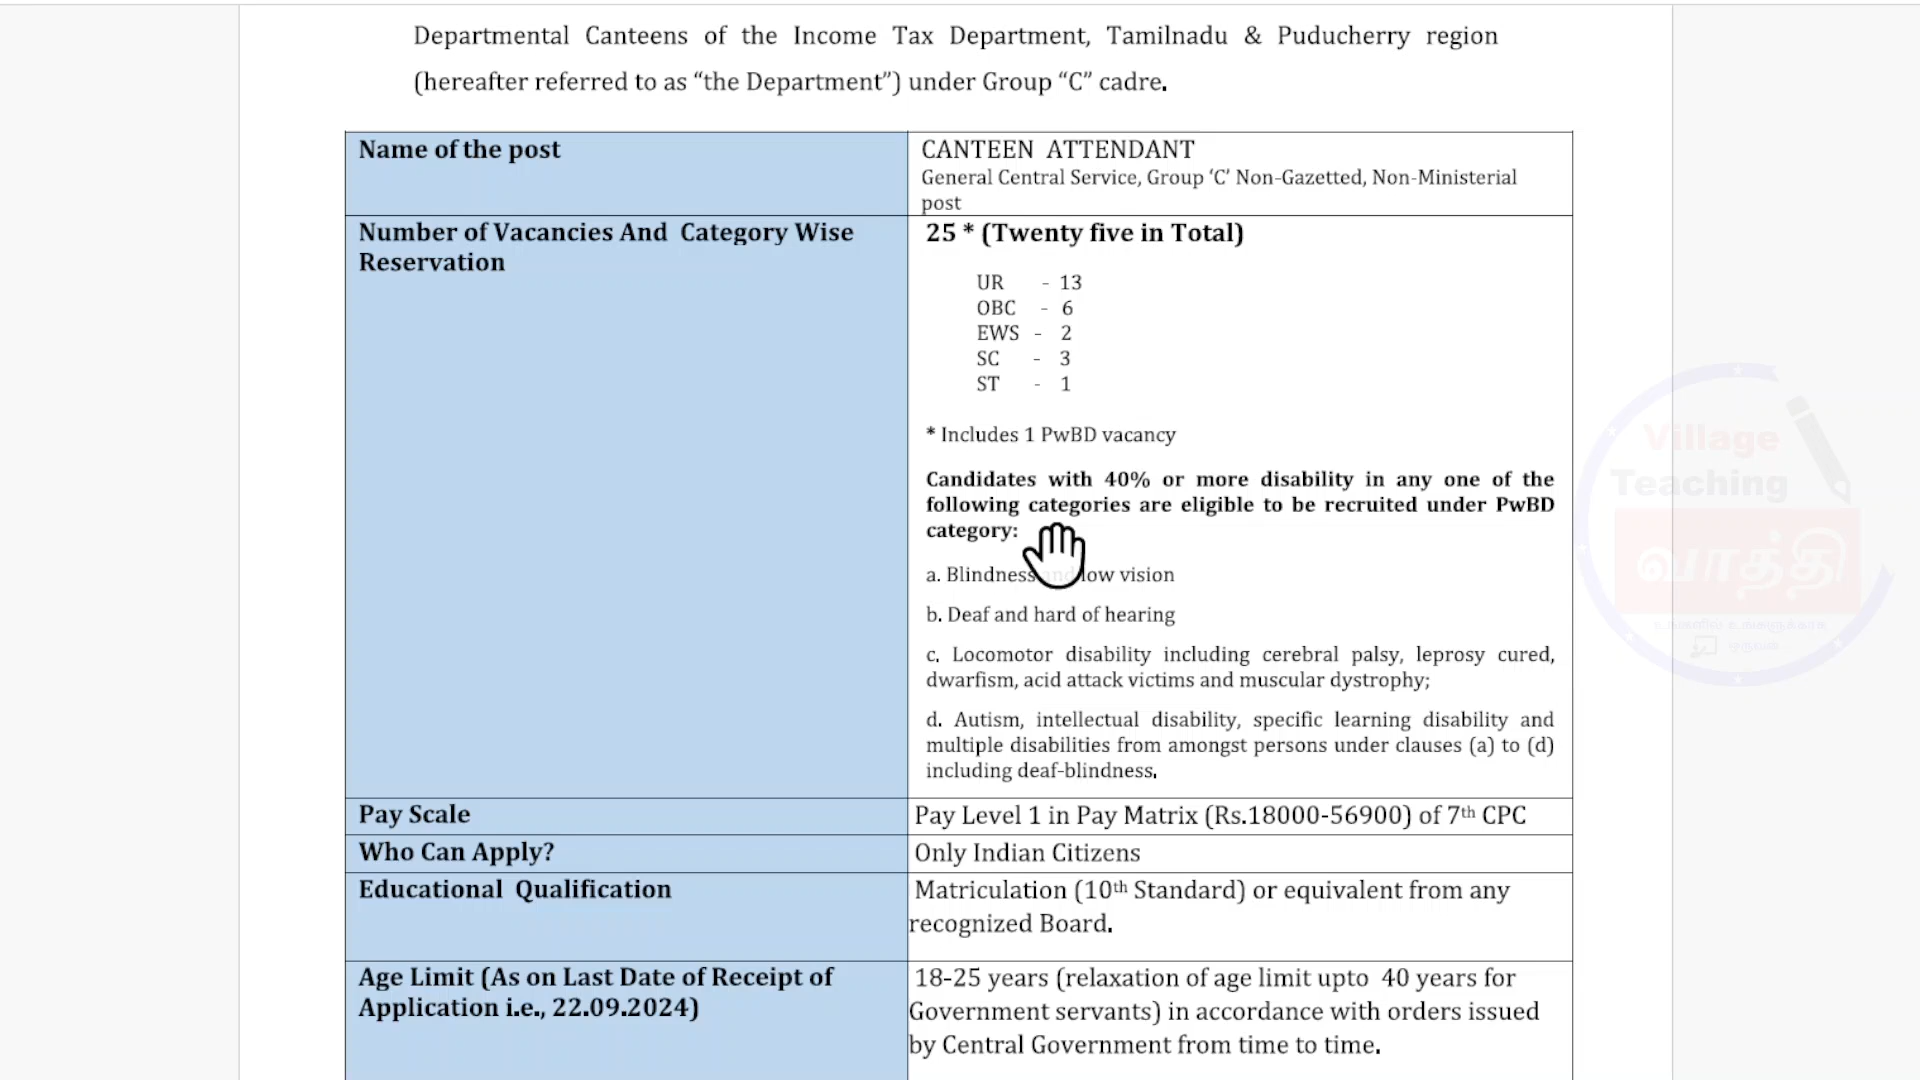 Departmental Canteens of the Income Tax Department, Tamilnadu & Puducherry region
(hereafter referred to as “the Department”) under Group “C” cadre.
Name of the post
CANTEEN ATTENDANT
General Central Service, Group ‘C’ Non-Gazetted, Non-Ministerial
post
Number of Vacancies And Category Wise
Reservation
25 * (Twenty five in Total)
UR - 13
OBC - 6
EWS - 2
SC - 3
ST - 1
* Includes 1 PwBD vacancy
Candidates with 40% or more disability in any one of the
following categories are eligible to be recruited under PwBD
category:
a. Blindness and low vision
b. Deaf and hard of hearing
c. Locomotor disability including cerebral palsy, leprosy cured,
dwarfism, acid attack victims and muscular dystrophy;
d. Autism, intellectual disability, specific learning disability and
multiple disabilities from amongst persons under clauses (a) to (d)
including deaf-blindness.
Pay Scale
Pay Level 1 in Pay Matrix (Rs.18000-56900) of 7th CPC
Who Can Apply?
Only Indian Citizens
Educational Qualification
Matriculation (10th Standard) or equivalent from any
recognized Board.
Age Limit (As on Last Date of Receipt of
Application i.e., 22.09.2024)
18-25 years (relaxation of age limit upto 40 years for
Government servants) in accordance with orders issued
by Central Government from time to time.
Village
Teaching
வாத்தி